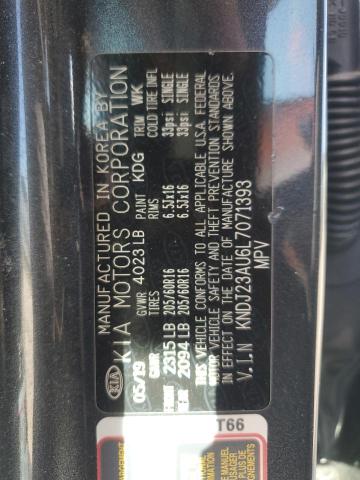 MANUFACTURED IN KOREA BY
KIA KIA MOTORS CORPORATION
05/19 GVWR 4023 LB PAINT KDG TRIM WK
GAWR TIRES RIMS COLD TIRE INFL
2315 LB 205/60R16 6.5Jx16 33psi SINGLE
2094 LB 205/60R16 6.5Jx16 33psi SINGLE
THIS VEHICLE CONFORMS TO ALL APPLICABLE U.S.A. FEDERAL
MOTOR VEHICLE SAFETY AND THEFT PREVENTION STANDARDS
IN EFFECT ON THE DATE OF MANUFACTURE SHOWN ABOVE.
V.I.N KNDJ23AU6L7071393
MPV
T66